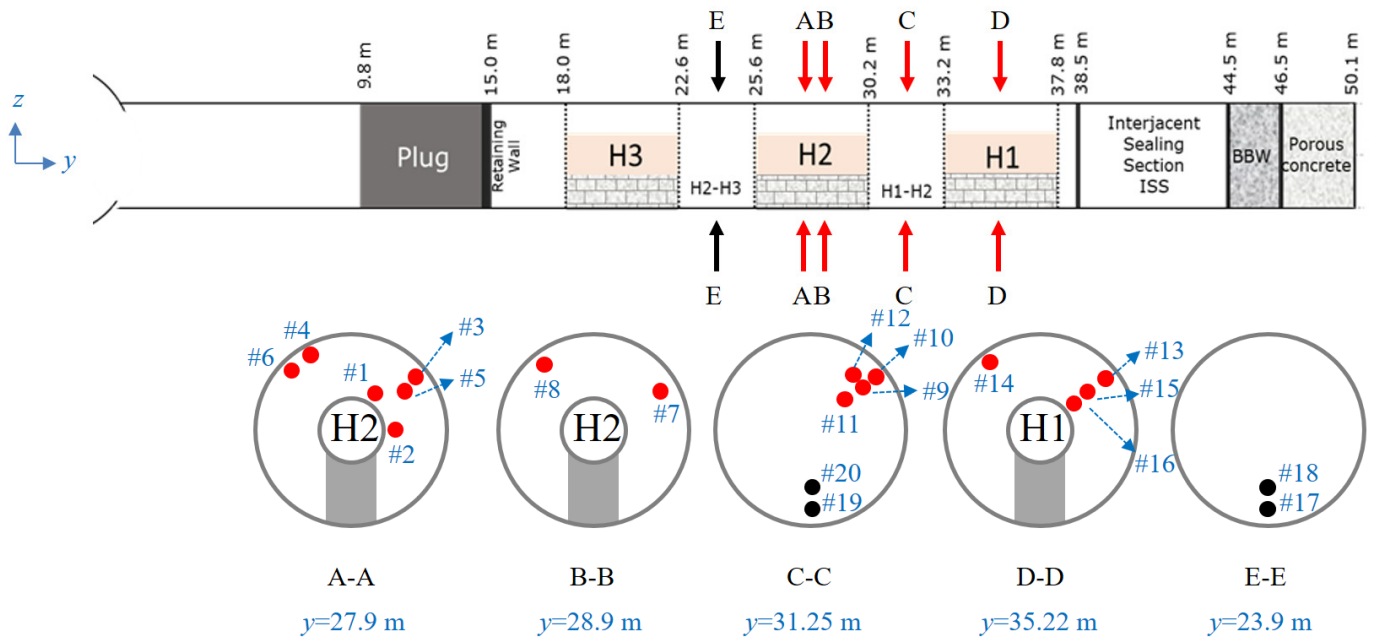 E
A B
C
D
9.8 m
15.0 m
18.0 m
22.6 m
25.6 m
30.2 m
33.2 m
37.8 m
38.5 m
44.5 m
46.5 m
50.1 m
z
y
Plug
Retaining
Wall
H3
H2-H3
H2
H1-H2
H1
Interjacent
Sealing
Section
ISS
BBW
Porous
concrete
E
A B
C
D
#4
#6
#1
#3
#5
#2
H2
#8
#7
H2
#12
#10
#9
#11
#20
#19
#14
#13
#15
#16
H1
#18
#17
A-A
B-B
C-C
D-D
E-E
y=27.9 m
y=28.9 m
y=31.25 m
y=35.22 m
y=23.9 m